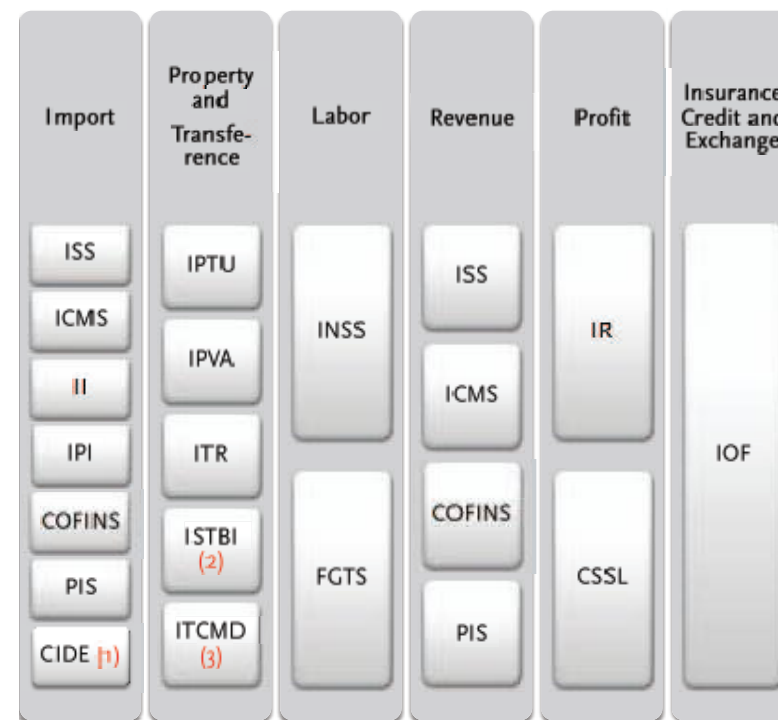 Import
ISS
ICMS
II
IPI
COFINS
PIS
CIDE (1)
Property
and
Transfe-
rence
IPTU
IPVA
ITR
ISTBI
(2)
ITCMD
(3)
Labor
INSS
FGTS
Revenue
ISS
ICMS
COFINS
PIS
Profit
IR
CSSL
Insurance
Credit and
Exchange
IOF